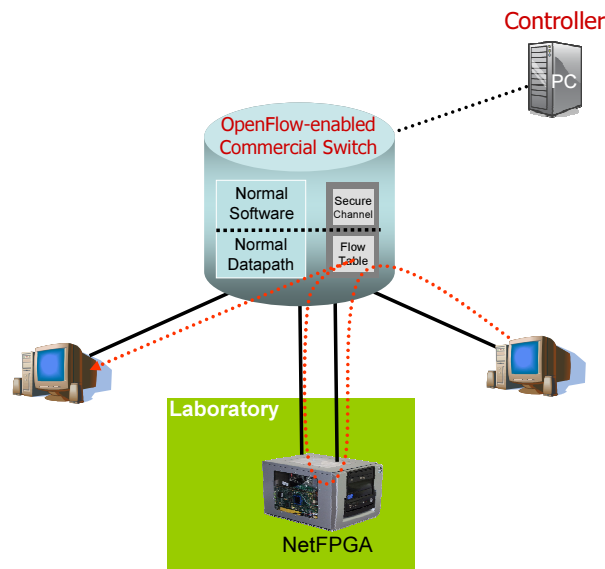 Controller
PC
OpenFlow-enabled
Commercial Switch
Normal
Software
Secure
Channel
Normal
Datapath
Flow
Table
Laboratory
NetFPGA